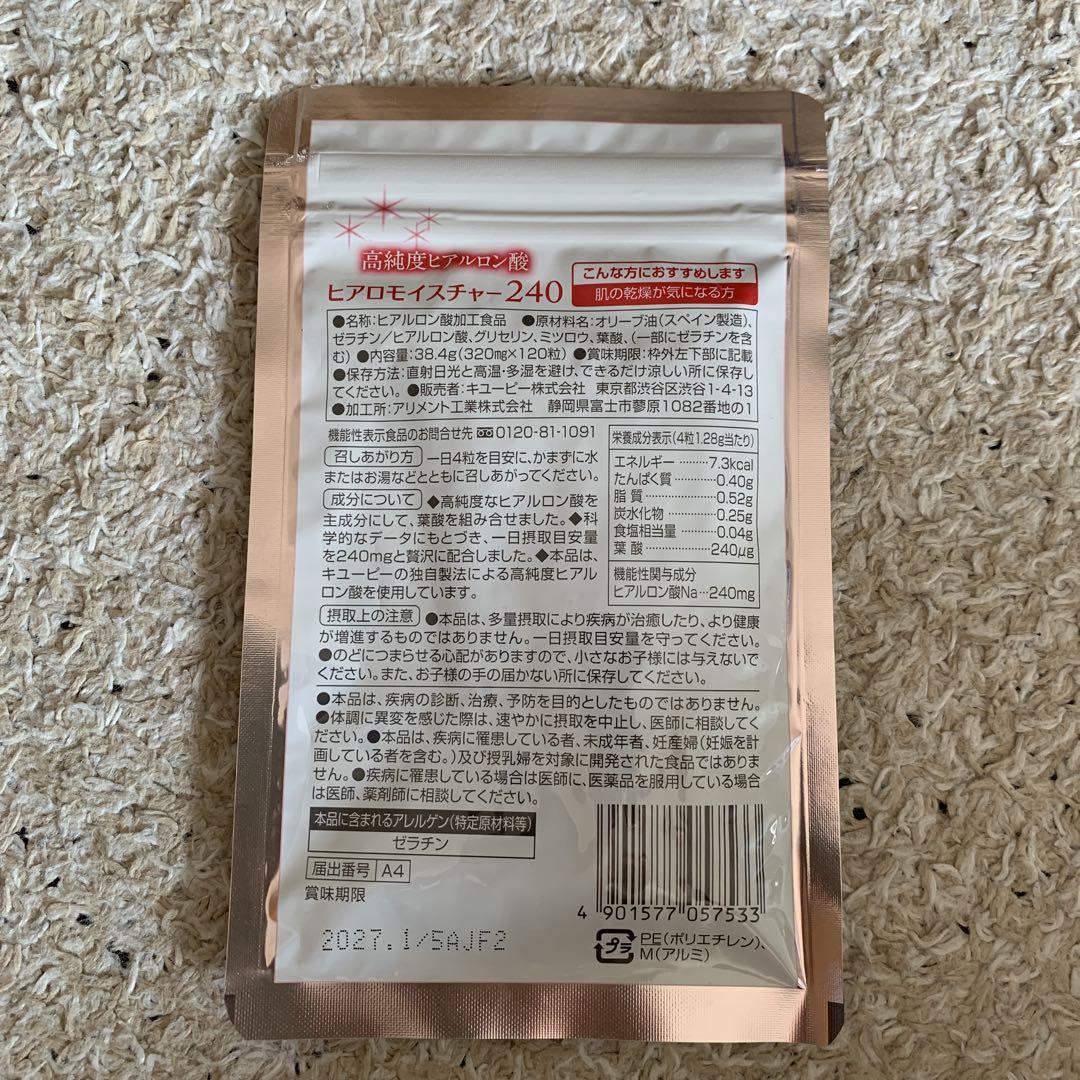 高純度ヒアルロン酸
ヒアロモイスチャー240
こんな方におすすめします
肌の乾燥が気になる方
●名称:ヒアルロン酸加工食品 ●原材料名:オリーブ油(スペイン製造)、
ゼラチン/ヒアルロン酸、グリセリン、ミツロウ、葉酸、(一部にゼラチンを含
む) ●内容量:38.4g(320mg×120粒) ●賞味期限:枠外左下部に記載
●保存方法:直射日光と高温・多湿を避け、できるだけ涼しい所に保存し
てください。 ●販売者:キユーピー株式会社 東京都渋谷区渋谷1-4-13
●加工所:アリメント工業株式会社 静岡県富士市蓼原1082番地の1
機能性表示食品のお問合せ先 0120-81-1091
召しあがり方 一日4粒を目安に、かまずに水
またはお湯などとともに召しあがってください。
成分について ◆高純度なヒアルロン酸を
主成分にして、葉酸を組み合せました。◆科
学的なデータにもとづき、一日摂取目安量
を240mgと贅沢に配合しました。◆本品は、
キユーピーの独自製法による高純度ヒアル
ロン酸を使用しています。
栄養成分表示(4粒1.28g当たり)
エネルギー………7.3kcal
たんぱく質………0.40g
脂質………0.52g
炭水化物………0.25g
食塩相当量………0.04g
葉酸………240μg
機能性関与成分
ヒアルロン酸Na…240mg
摂取上の注意 ●本品は、多量摂取により疾病が治癒したり、より健康
が増進するものではありません。一日摂取目安量を守ってください。
●のどにつまらせる心配がありますので、小さなお子様には与えないで
ください。また、お子様の手の届かない所に保存してください。
●本品は、疾病の診断、治療、予防を目的としたものではありません。
●体調に異変を感じた際は、速やかに摂取を中止し、医師に相談してく
ださい。●本品は、疾病に罹患している者、未成年者、妊産婦(妊娠を計
画している者を含む。)及び授乳婦を対象に開発された食品ではありま
せん。●疾病に罹患している場合は医師に、医薬品を服用している場合
は医師、薬剤師に相談してください。
本品に含まれるアレルゲン(特定原材料等)
ゼラチン
届出番号 A4
賞味期限
2027.1/5AJF2
4 901577 057533
プラ
PE(ポリエチレン)、
M(アルミ)